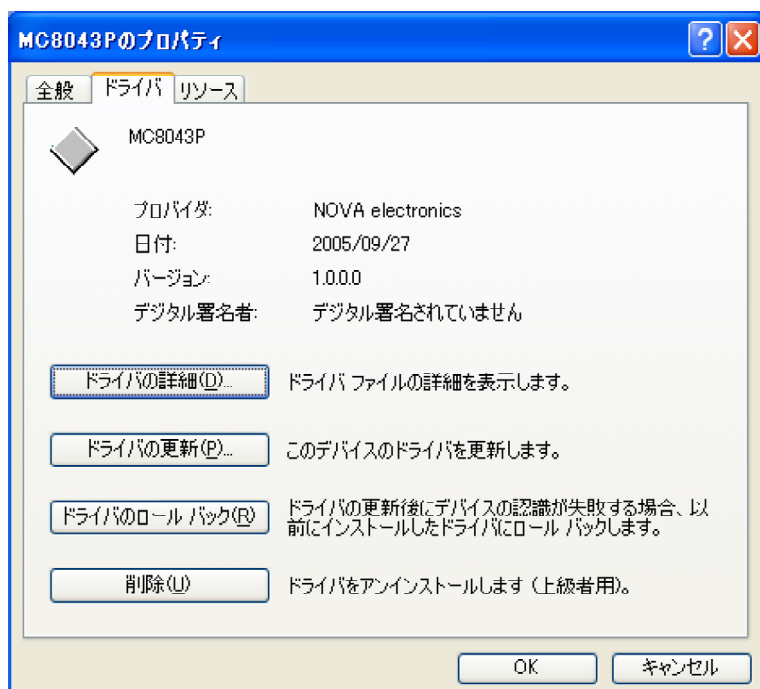 MC8043Pのプロパティ
全般 ドライバ リソース
MC8043P
プロバイダ: NOVA electronics
日付: 2005/09/27
バージョン: 1.0.0.0
デジタル署名者: デジタル署名されていません
ドライバの詳細(D)... ドライバ ファイルの詳細を表示します。
ドライバの更新(P)... このデバイスのドライバを更新します。
ドライバのロール バック(R) ドライバの更新後にデバイスの認識が失敗する場合、以
前にインストールしたドライバにロール バックします。
削除(U) ドライバをアンインストールします (上級者用)。
OK キャンセル